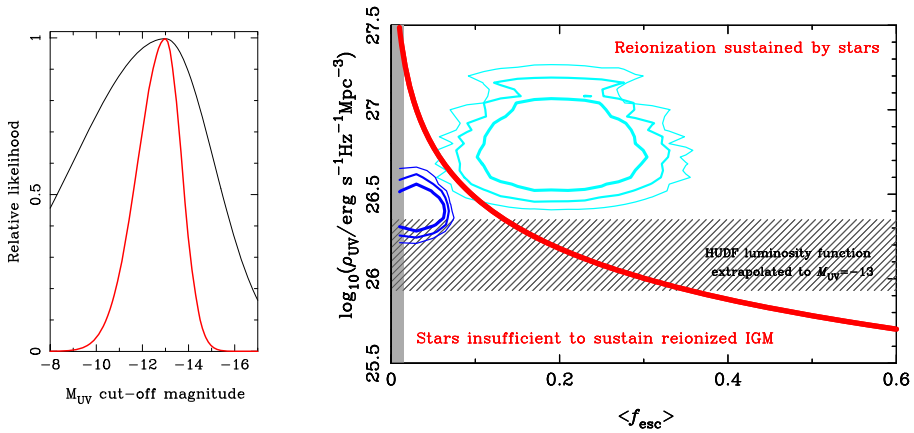 Relative likelihood
1
0.5
0
−8
−10
−12
−14
−16
M_UV cut−off magnitude
log₁₀(ρ_UV/erg s⁻¹Hz⁻¹Mpc⁻³)
27.5
27
26.5
26
25.5
Reionization sustained by stars
HUDF luminosity function
extrapolated to M_UV=−13
Stars insufficient to sustain reionized IGM
0
0.2
0.4
0.6
<f_esc>